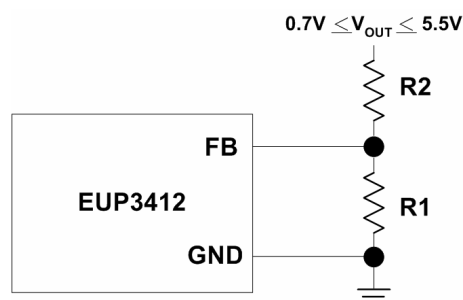 0.7V ≤VOUT ≤ 5.5V
R2
FB
EUP3412
R1
GND